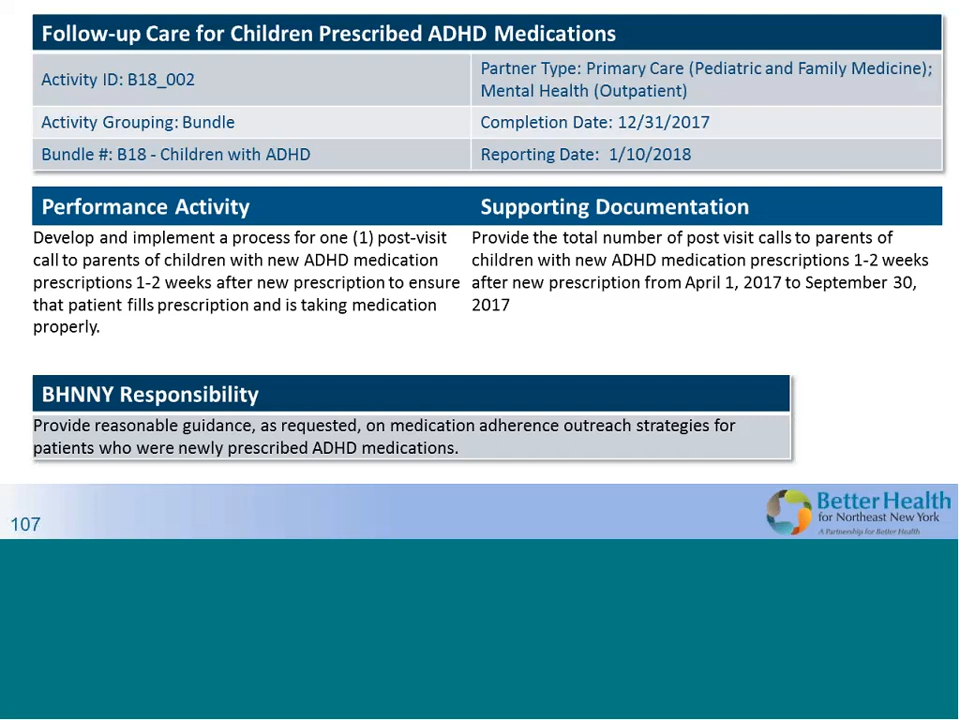 Follow-up Care for Children Prescribed ADHD Medications
Activity ID: B18_002
Partner Type: Primary Care (Pediatric and Family Medicine);
Mental Health (Outpatient)
Activity Grouping: Bundle
Completion Date: 12/31/2017
Bundle #: B18 - Children with ADHD
Reporting Date: 1/10/2018
Performance Activity
Develop and implement a process for one (1) post-visit
call to parents of children with new ADHD medication
prescriptions 1-2 weeks after new prescription to ensure
that patient fills prescription and is taking medication
properly.
Supporting Documentation
Provide the total number of post visit calls to parents of
children with new ADHD medication prescriptions 1-2 weeks
after new prescription from April 1, 2017 to September 30,
2017
BHNNY Responsibility
Provide reasonable guidance, as requested, on medication adherence outreach strategies for
patients who were newly prescribed ADHD medications.
107
Better Health
for Northeast New York
A Partnership for Better Health